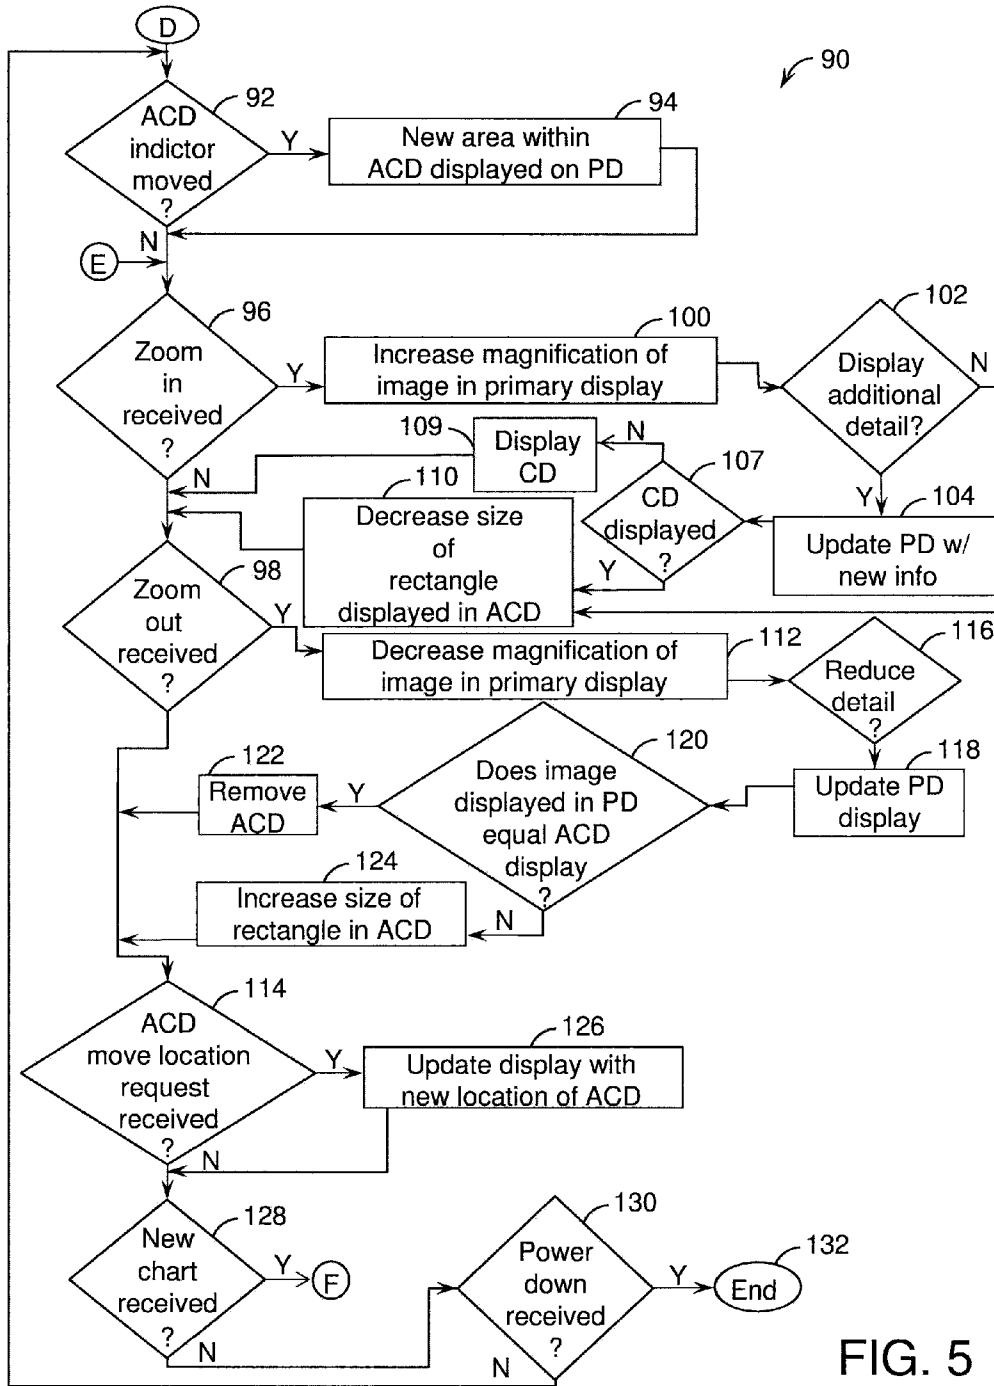 D
90
92
ACD
indictor
moved
?
Y
94
New area within
ACD displayed on PD
N
E
96
Zoom
in
received
?
Y
100
Increase magnification of
image in primary display
102
Display
additional
detail?
N
Y
104
Update PD w/
new info
107
CD
displayed
?
N
Y
109
Display
CD
110
Decrease size
of
rectangle
displayed in ACD
N
98
Zoom
out
received
?
Y
112
Decrease magnification of
image in primary display
116
Reduce
detail
?
118
Update PD
display
120
Does image
displayed in PD
equal ACD
display
?
Y
122
Remove
ACD
N
124
Increase size of
rectangle in ACD
114
ACD
move location
request
received
?
Y
126
Update display with
new location of ACD
N
128
New
chart
received
?
Y
F
N
130
Power
down
received
?
Y
132
End
N
FIG. 5